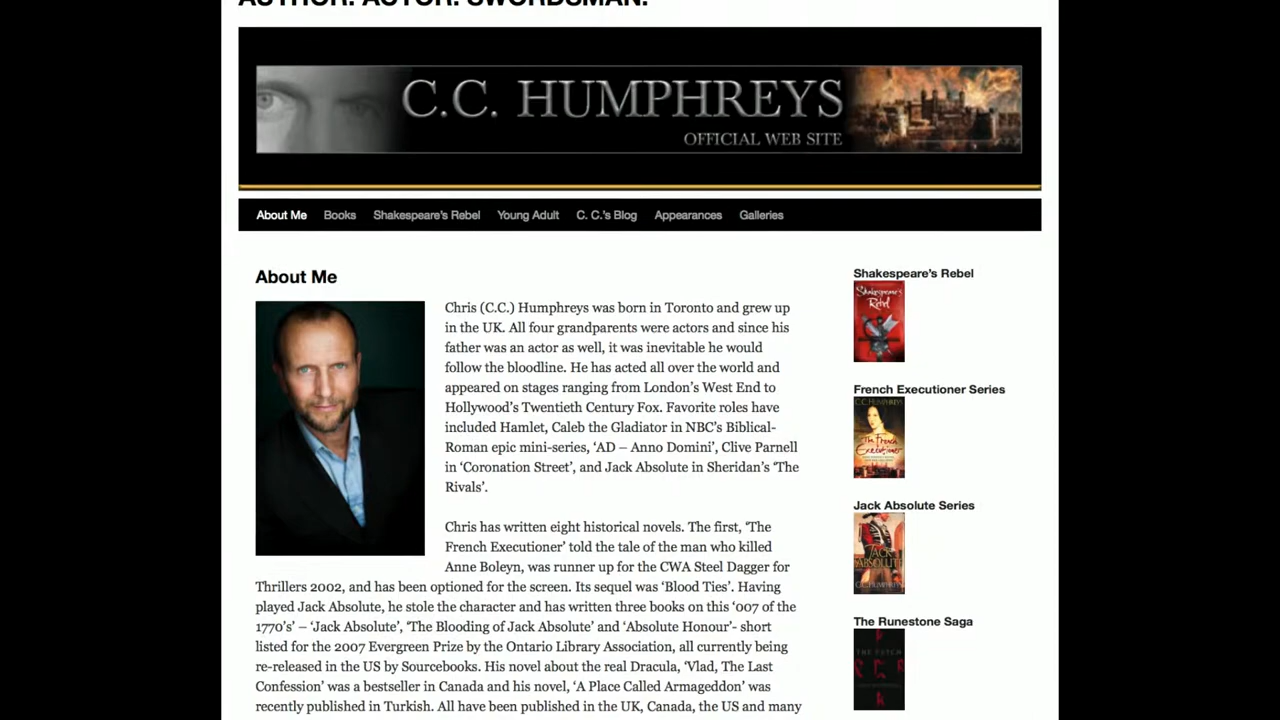 AUTHOR. ACTOR. SWORDSMAN.
C.C. HUMPHREYS
OFFICIAL WEB SITE
About Me Books Shakespeare's Rebel Young Adult C. C.'s Blog Appearances Galleries
About Me
Chris (C.C.) Humphreys was born in Toronto and grew up
in the UK. All four grandparents were actors and since his
father was an actor as well, it was inevitable he would
follow the bloodline. He has acted all over the world and
appeared on stages ranging from London's West End to
Hollywood's Twentieth Century Fox. Favorite roles have
included Hamlet, Caleb the Gladiator in NBC's Biblical-
Roman epic mini-series, 'AD – Anno Domini', Clive Parnell
in 'Coronation Street', and Jack Absolute in Sheridan's 'The
Rivals'.
Chris has written eight historical novels. The first, 'The
French Executioner' told the tale of the man who killed
Anne Boleyn, was runner up for the CWA Steel Dagger for
Thrillers 2002, and has been optioned for the screen. Its sequel was 'Blood Ties'. Having
played Jack Absolute, he stole the character and has written three books on this '007 of the
1770's' – 'Jack Absolute', 'The Blooding of Jack Absolute' and 'Absolute Honour'- short
listed for the 2007 Evergreen Prize by the Ontario Library Association, all currently being
re-released in the US by Sourcebooks. His novel about the real Dracula, 'Vlad, The Last
Confession' was a bestseller in Canada and his novel, 'A Place Called Armageddon' was
recently published in Turkish. All have been published in the UK, Canada, the US and many
Shakespeare's Rebel
Shakespeare's
Rebel
French Executioner Series
C.C. HUMPHREYS
The French
Executioner
Jack Absolute Series
JACK
ABSOLUTE
C.C. HUMPHREYS
The Runestone Saga